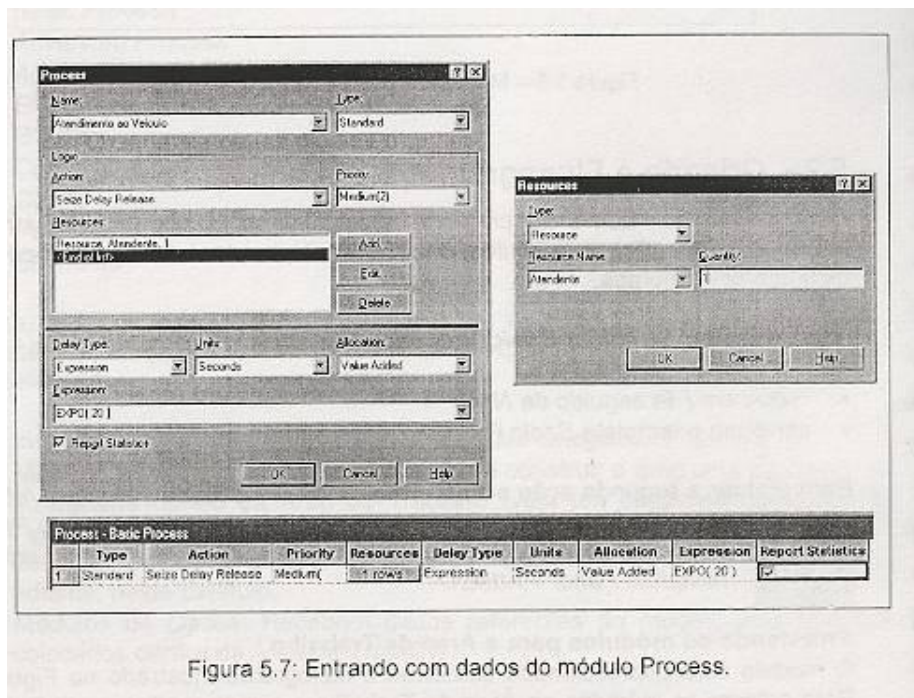 Process
Name:
Type:
Atendimento ao Veículo
Standard
Logic
Action:
Priority:
Seize Delay Release
Medium(2)
Resources:
Resource, Atendente, 1
<End of list>
Add...
Edit...
Delete
Delay Type:
Units:
Allocation:
Expression
Seconds
Value Added
Expression:
EXPO( 20 )
Report Statistics
OK
Cancel
Help
Resources
Type:
Resource
Resource Name:
Quantity:
Atendente
1
OK
Cancel
Help
Process - Basic Process
Type Action Priority Resources Delay Type Units Allocation Expression Report Statistics
1 Standard Seize Delay Release Medium( 1 rows Expression Seconds Value Added EXPO( 20 )
Figura 5.7: Entrando com dados do módulo Process.